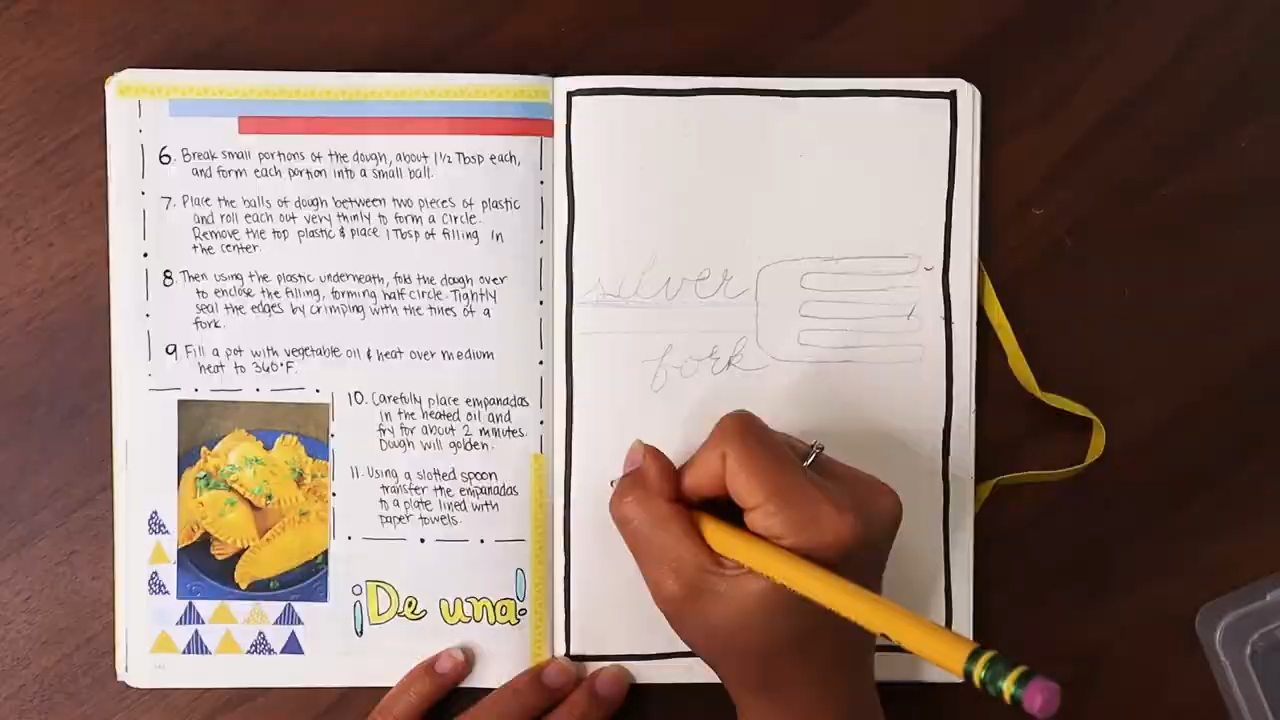 6. Break small portions of the dough, about 1 1/2 Tbsp each,
and form each portion into a small ball.
7. Place the balls of dough between two pieces of plastic
and roll each out very thinly to form a circle.
Remove the top plastic & place 1 Tbsp of filling in
the center.
8. Then using the plastic underneath, fold the dough over
to enclose the filling, forming half circle. Tightly
seal the edges by crimping with the tines of a
fork.
9. Fill a pot with vegetable oil & heat over medium
heat to 360°F.
10. Carefully place empanadas
in the heated oil and
fry for about 2 minutes.
Dough will golden.
11. Using a slotted spoon
transfer the empanadas
to a plate lined with
paper towels.
¡De una!
silver
fork